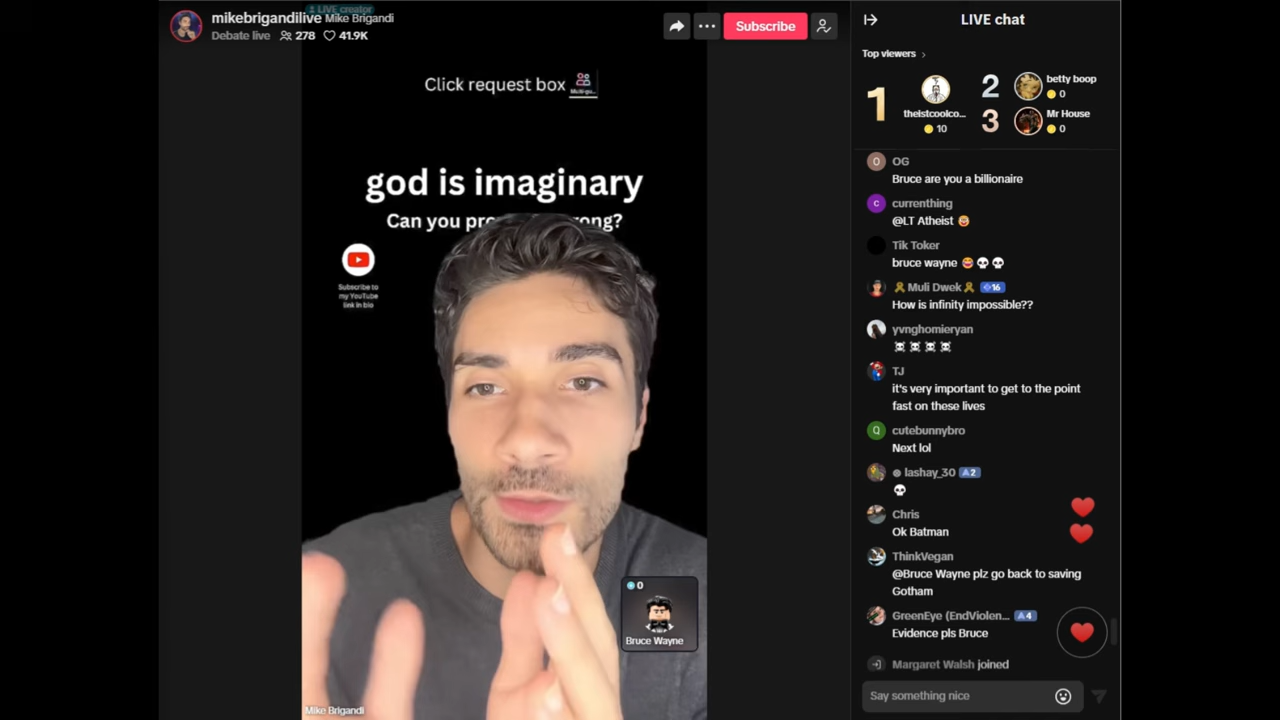 mikebrigandilive Mike Brigandi
LIVE creator
Debate live 278 41.9K
Subscribe
Click request box
god is imaginary
Can you pro
ong?
Subscribe to
my YouTube
link in bio
0
Bruce Wayne
Mike Brigandi
LIVE chat
Top viewers
1
theistcoolco...
10
2
betty boop
0
3
Mr House
0
O
OG
Bruce are you a billionaire
c
currenthing
@LT Atheist
Tik Toker
bruce wayne
Muli Dwek 16
How is infinity impossible??
yvnghomieryan
TJ
it's very important to get to the point
fast on these lives
Q
cutebunnybro
Next lol
lashay_30 2
Chris
Ok Batman
ThinkVegan
@Bruce Wayne plz go back to saving
Gotham
GreenEye (EndViolen... 4
Evidence pls Bruce
Margaret Walsh joined
Say something nice